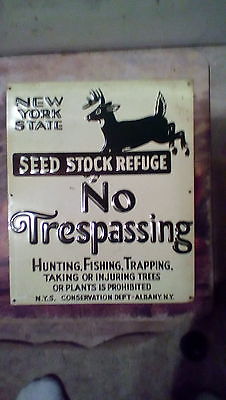 NEW
YORK
STATE
SEED STOCK REFUGE
No
Trespassing
HUNTING, FISHING, TRAPPING,
TAKING OR INJURING TREES
OR PLANTS IS PROHIBITED
N.Y.S. CONSERVATION DEPT-ALBANY, N.Y.